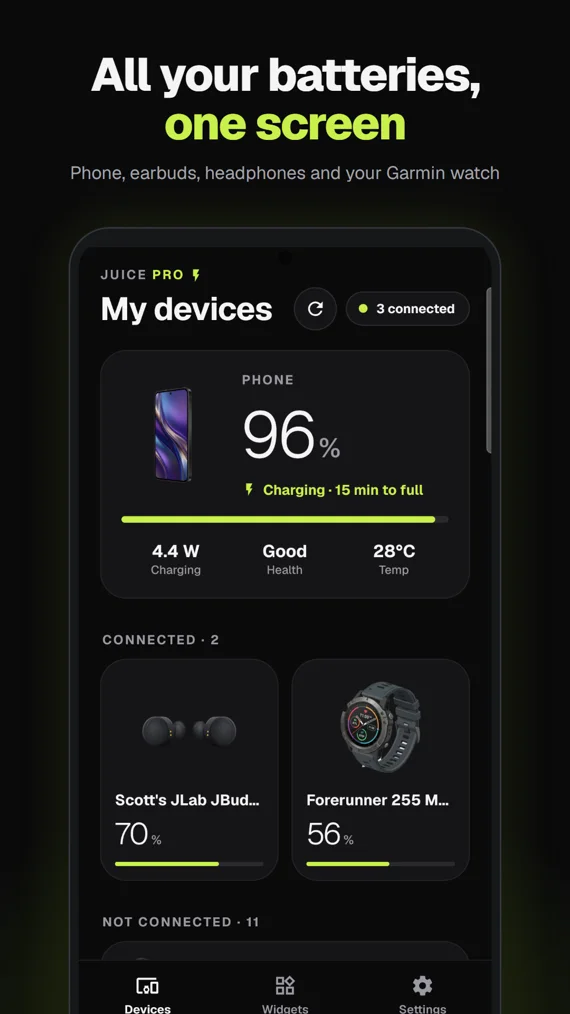 All your batteries,
one screen
Phone, earbuds, headphones and your Garmin watch
JUICE PRO
My devices
3 connected
PHONE
96%
Charging · 15 min to full
4.4 W
Good
28°C
Charging
Health
Temp
CONNECTED · 2
Scott's JLab JBud...
Forerunner 255 M...
70%
56%
NOT CONNECTED · 11
Devices
Widgets
Settings